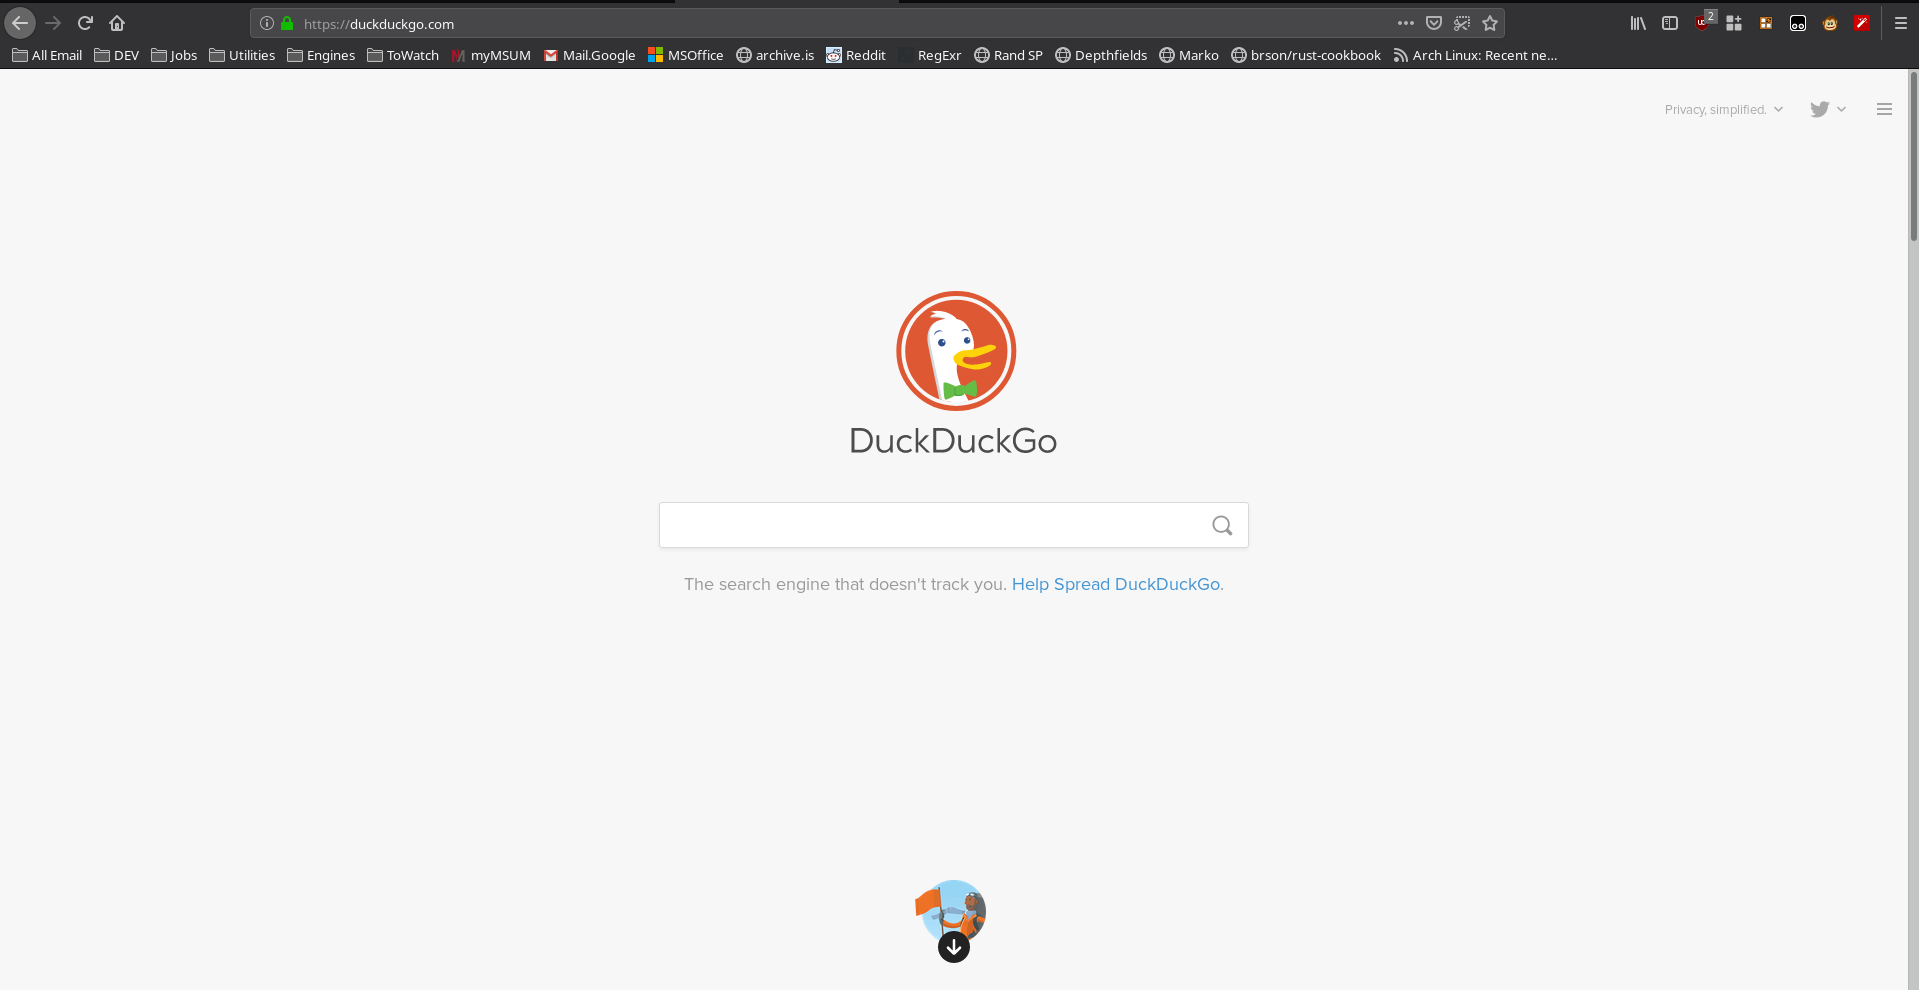 https://duckduckgo.com
2
All Email DEV Jobs Utilities Engines ToWatch myMSUM Mail.Google MSOffice archive.is Reddit RegExr Rand SP Depthfields Marko brson/rust-cookbook Arch Linux: Recent ne...
Privacy, simplified.
DuckDuckGo
The search engine that doesn't track you. Help Spread DuckDuckGo.